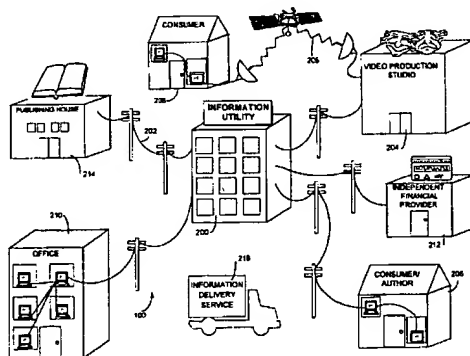 CONSUMER
206
205
VIDEO PRODUCTION
STUDIO
204
PUBLISHING HOUSE
214
202
INFORMATION
UTILITY
200
INDEPENDENT
FINANCIAL
PROVIDER
212
210
OFFICE
100
218
INFORMATION
DELIVERY
SERVICE
CONSUMER/
AUTHOR